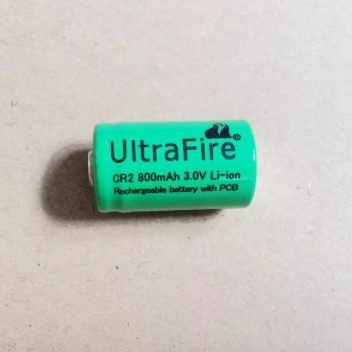 UltraFire®
CR2 800mAh 3.0V Li-ion
Rechargeable battery with PCB